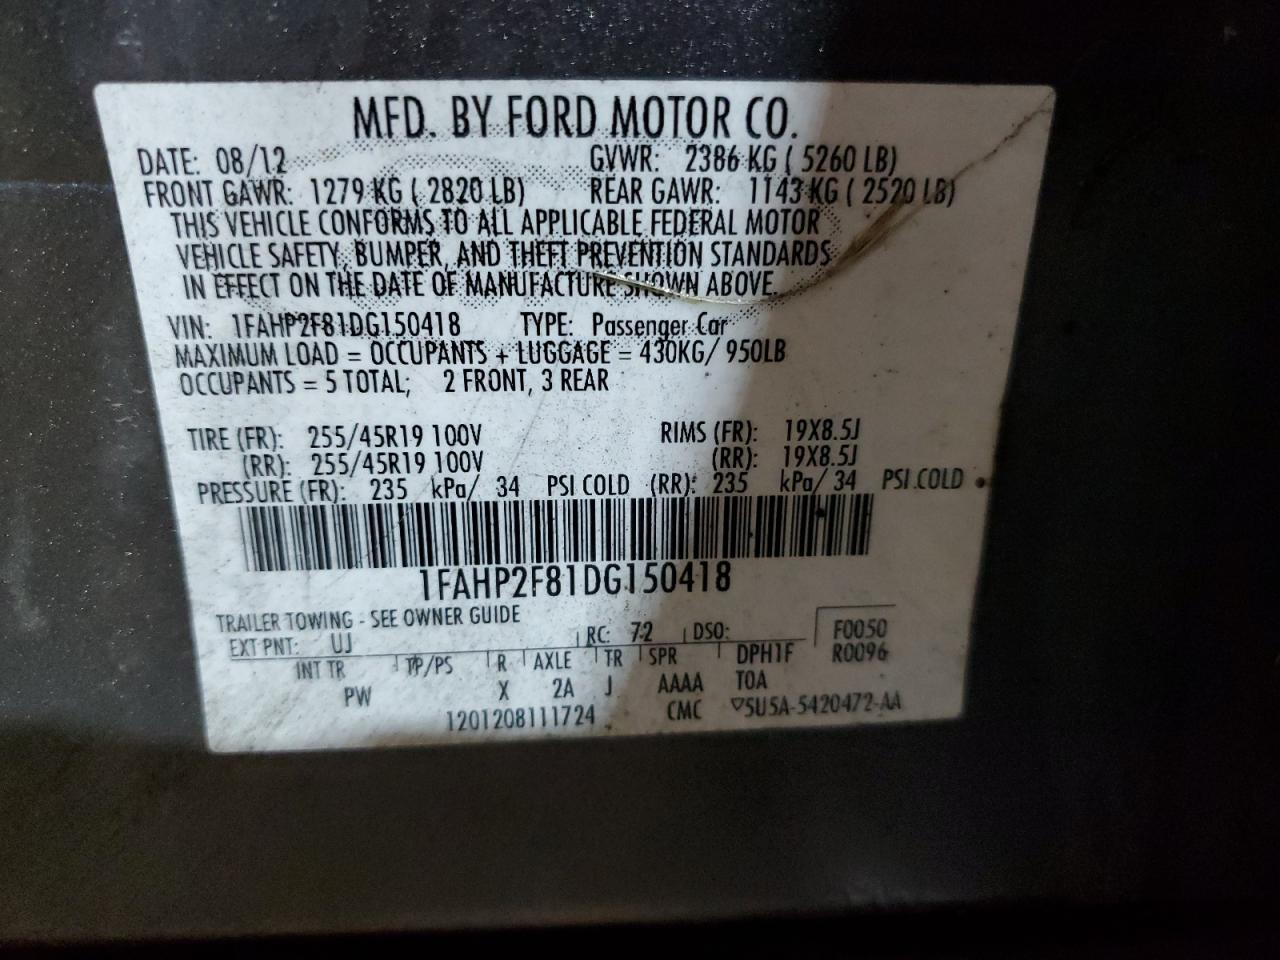 MFD. BY FORD MOTOR CO.
DATE: 08/12 GVWR: 2386 KG ( 5260 LB)
FRONT GAWR: 1279 KG ( 2820 LB) REAR GAWR: 1143 KG ( 2520 LB)
THIS VEHICLE CONFORMS TO ALL APPLICABLE FEDERAL MOTOR
VEHICLE SAFETY, BUMPER, AND THEFT PREVENTION STANDARDS
IN EFFECT ON THE DATE OF MANUFACTURE SHOWN ABOVE.
VIN: 1FAHP2F81DG150418 TYPE: Passenger Car
MAXIMUM LOAD = OCCUPANTS + LUGGAGE = 430KG/ 950LB
OCCUPANTS = 5 TOTAL; 2 FRONT, 3 REAR
TIRE (FR): 255/45R19 100V RIMS (FR): 19X8.5J
(RR): 255/45R19 100V (RR): 19X8.5J
PRESSURE (FR): 235 kPa/ 34 PSI COLD (RR): 235 kPa/ 34 PSI COLD
1FAHP2F81DG150418
TRAILER TOWING - SEE OWNER GUIDE
EXT PNT: UJ RC: 72 DSO: F0050
INT TR TP/PS R AXLE TR SPR DPH1F R0096
PW X 2A J AAAA T0A
1201208111724 CMC ▽5U5A-5420472-AA